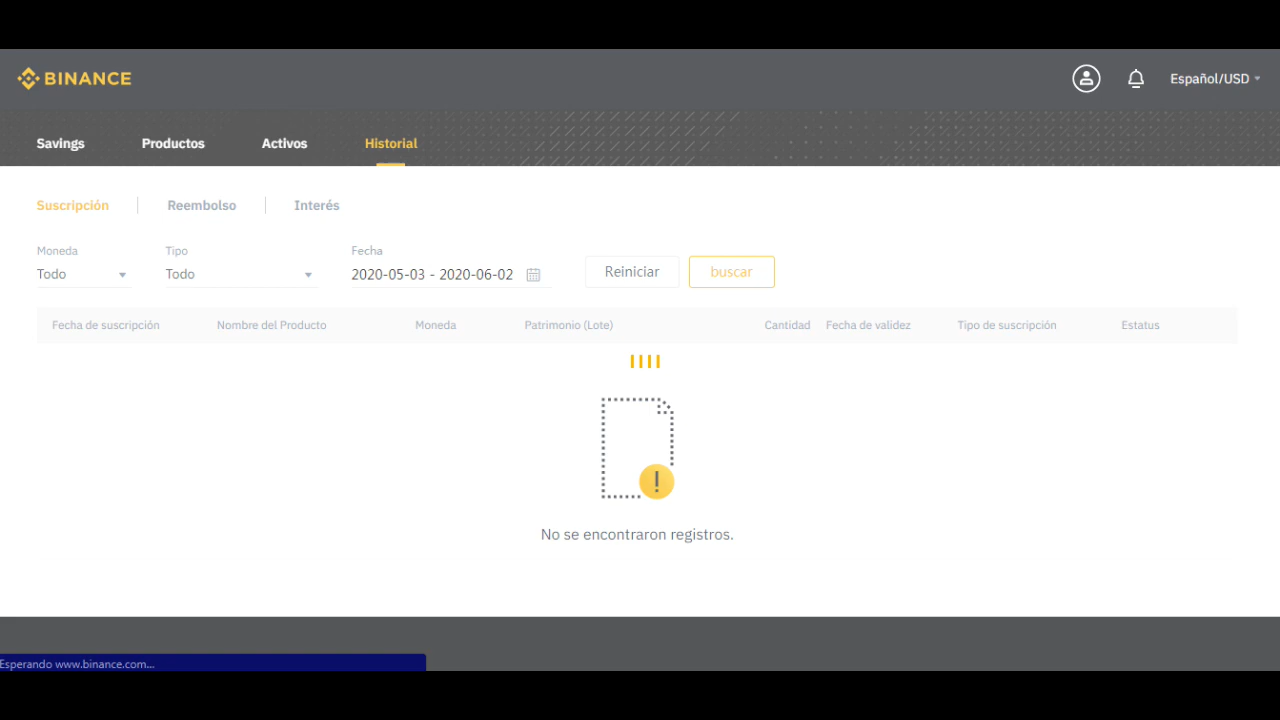 BINANCE
Español/USD
Savings Productos Activos Historial
Suscripción Reembolso Interés
Moneda Tipo Fecha
Todo Todo 2020-05-03 - 2020-06-02 Reiniciar buscar
Fecha de suscripción Nombre del Producto Moneda Patrimonio (Lote) Cantidad Fecha de validez Tipo de suscripción Estatus
No se encontraron registros.
Esperando www.binance.com...